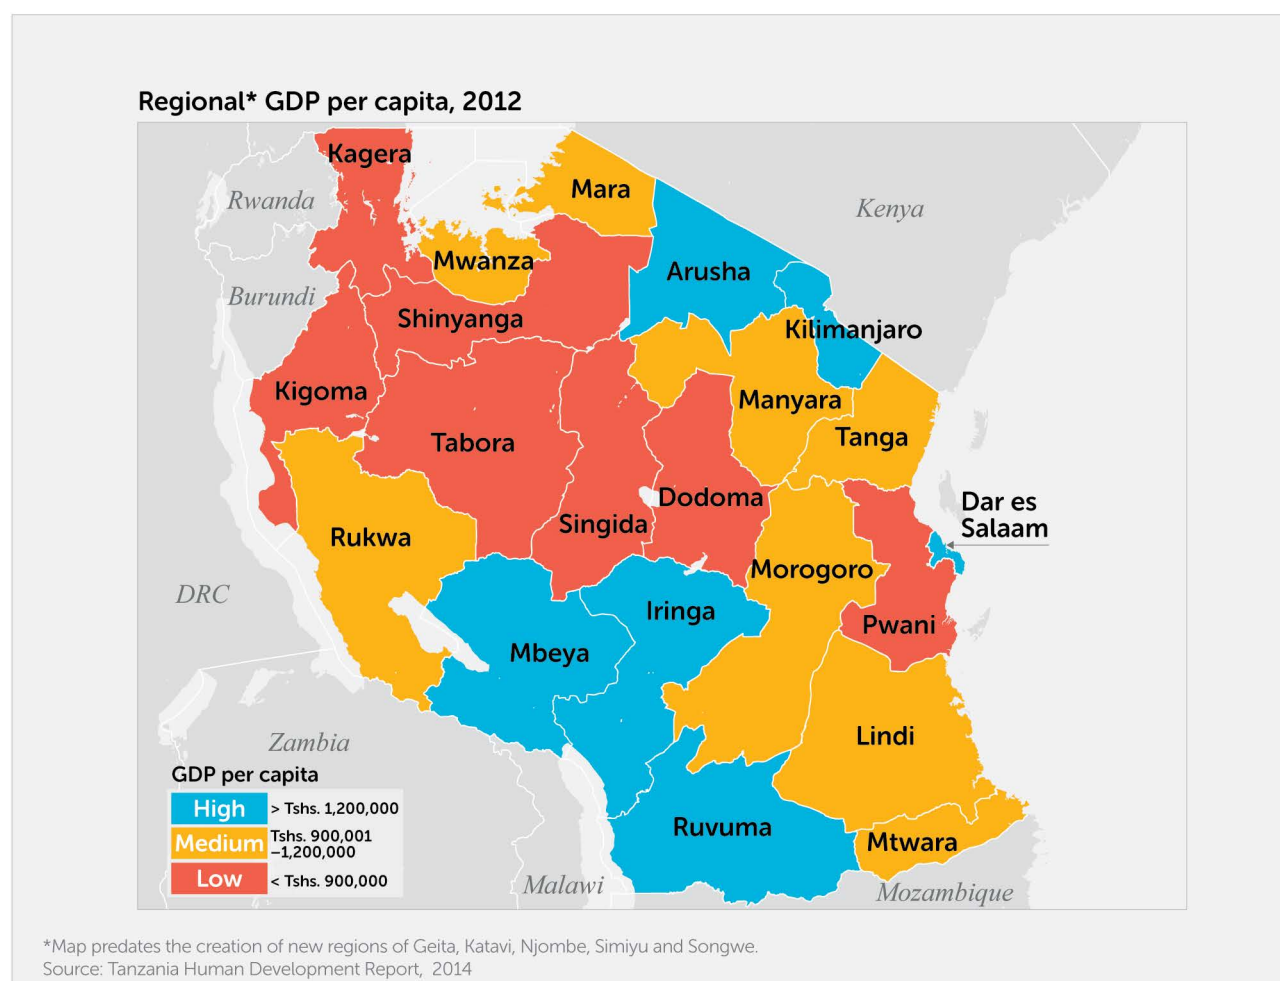 Regional* GDP per capita, 2012
Kagera
Rwanda
Mara
Kenya
Mwanza
Arusha
Burundi
Shinyanga
Kilimanjaro
Kigoma
Manyara
Tabora
Tanga
Dodoma
Dar es
Salaam
Singida
Rukwa
Morogoro
DRC
Iringa
Pwani
Mbeya
Lindi
Zambia
GDP per capita
High > Tshs. 1,200,000
Medium Tshs. 900,001
–1,200,000
Low < Tshs. 900,000
Ruvuma
Mtwara
Malawi
Mozambique
*Map predates the creation of new regions of Geita, Katavi, Njombe, Simiyu and Songwe.
Source: Tanzania Human Development Report, 2014